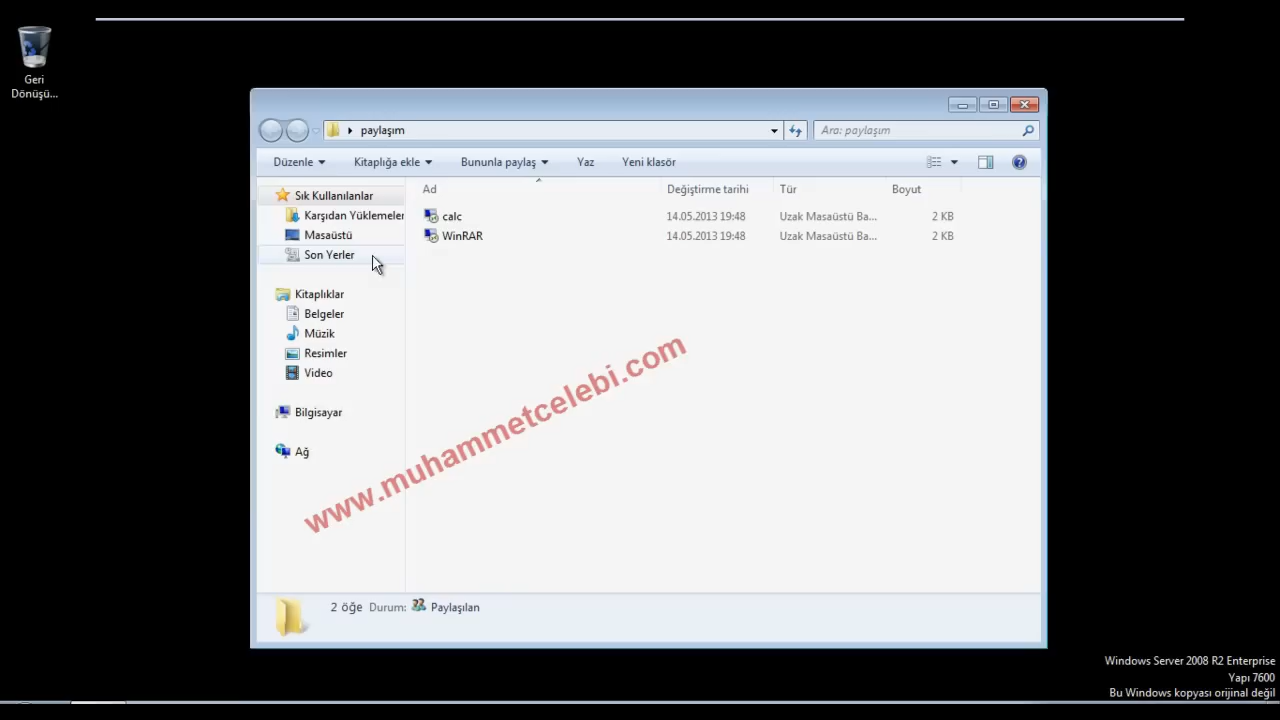 Geri
Dönüşü...
paylaşım
Ara: paylaşım
Düzenle
Kitaplığa ekle
Bununla paylaş
Yaz
Yeni klasör
Ad
Değiştirme tarihi
Tür
Boyut
Sık Kullanılanlar
Karşıdan Yüklemeler
Masaüstü
Son Yerler
Kitaplıklar
Belgeler
Müzik
Resimler
Video
Bilgisayar
Ağ
calc 14.05.2013 19:48 Uzak Masaüstü Ba... 2 KB
WinRAR 14.05.2013 19:48 Uzak Masaüstü Ba... 2 KB
www.muhammetcelebi.com
2 öğe Durum: Paylaşılan
Windows Server 2008 R2 Enterprise
Yapı 7600
Bu Windows kopyası orijinal değil